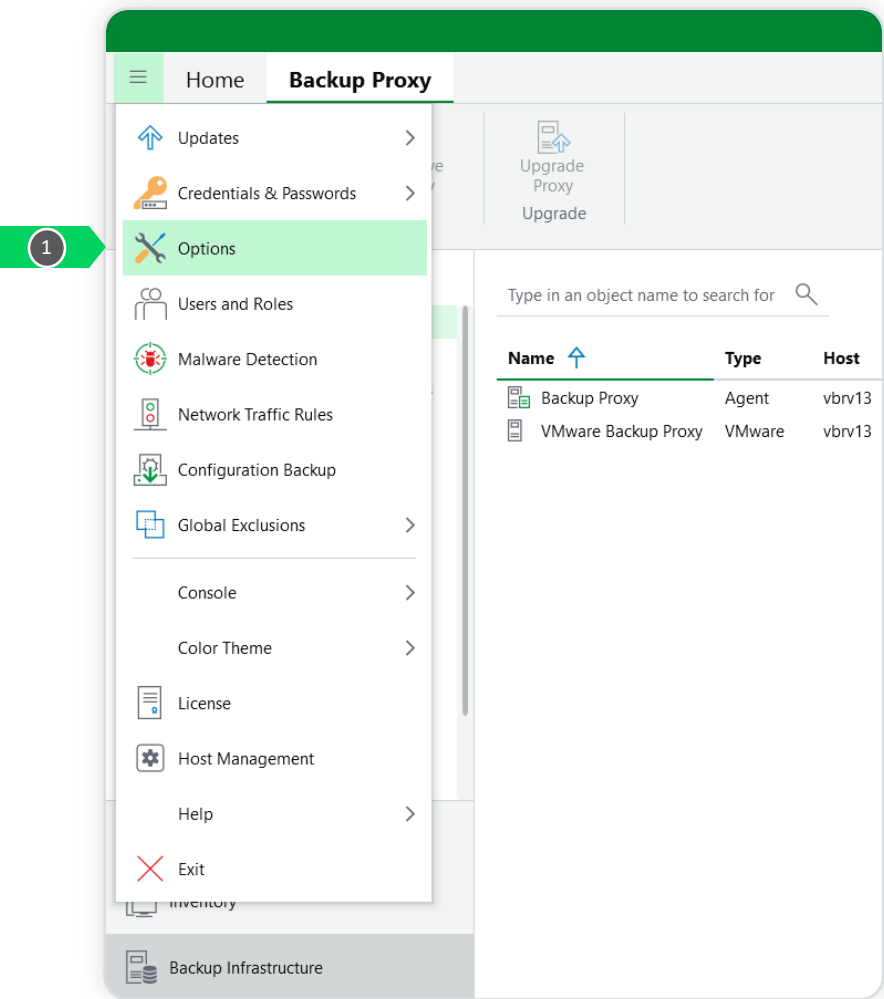 Home
Backup Proxy
Updates
Credentials & Passwords
Options
Users and Roles
Malware Detection
Network Traffic Rules
Configuration Backup
Global Exclusions
Console
Color Theme
License
Host Management
Help
Exit
Inventory
Backup Infrastructure
1
Upgrade
Proxy
Upgrade
Type in an object name to search for
Name Type Host
Backup Proxy Agent vbrv13
VMware Backup Proxy VMware vbrv13